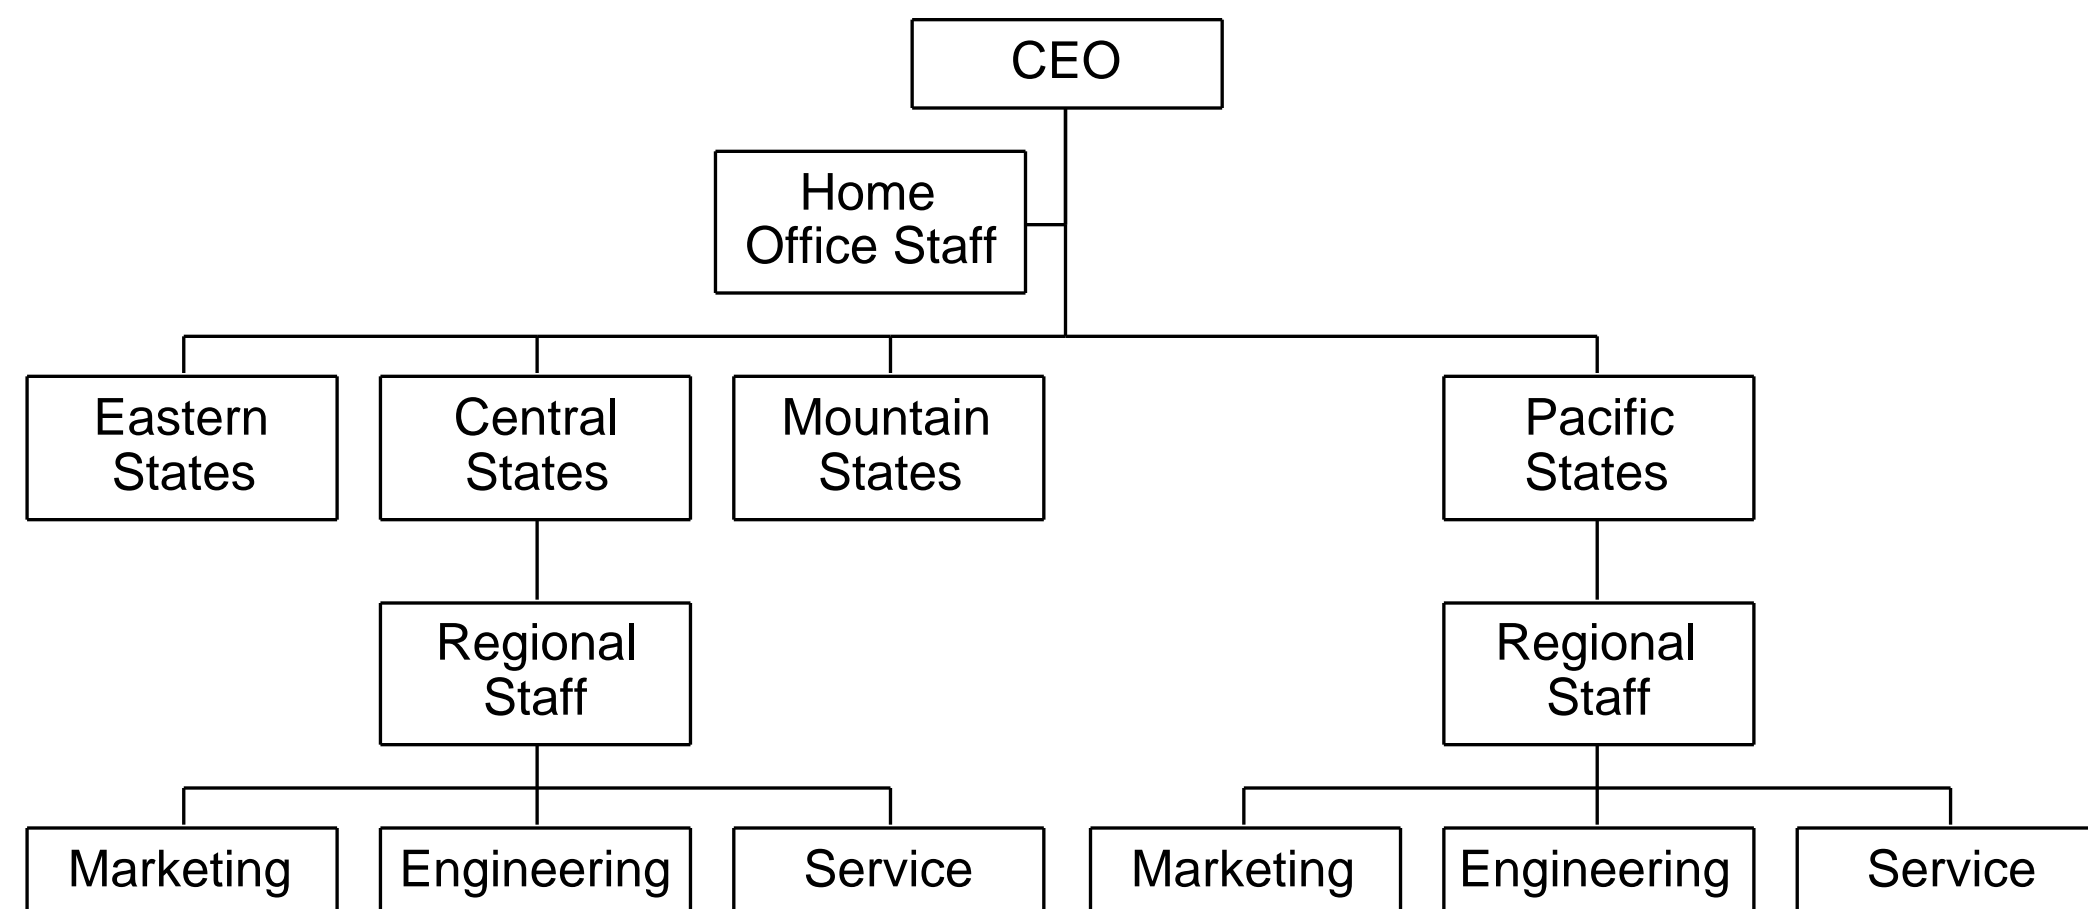 CEO
Home
Office Staff
Eastern
States
Central
States
Mountain
States
Pacific
States
Regional
Staff
Regional
Staff
Marketing
Engineering
Service
Marketing
Engineering
Service